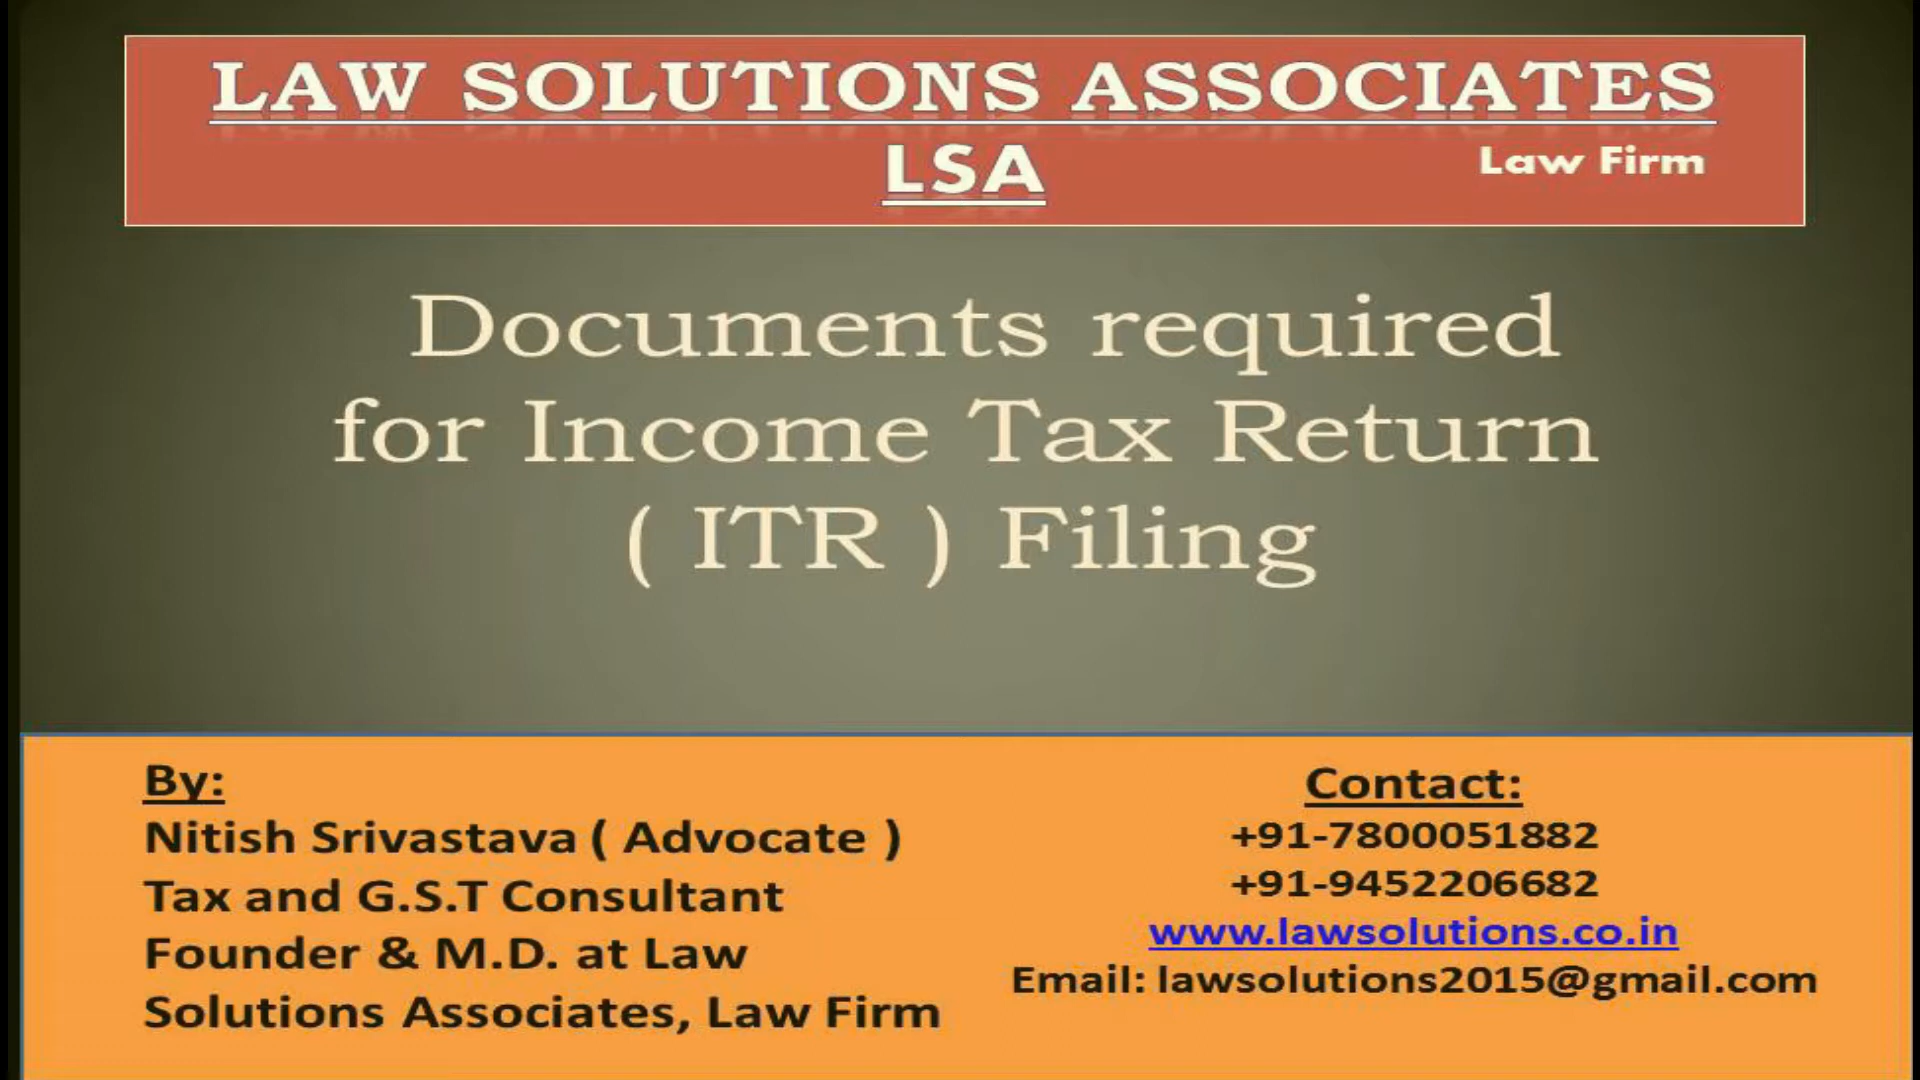 LAW SOLUTIONS ASSOCIATES
LSA
Law Firm
Documents required
for Income Tax Return
( ITR ) Filing
By:
Nitish Srivastava ( Advocate )
Tax and G.S.T Consultant
Founder & M.D. at Law
Solutions Associates, Law Firm
Contact:
+91-7800051882
+91-9452206682
www.lawsolutions.co.in
Email: lawsolutions2015@gmail.com